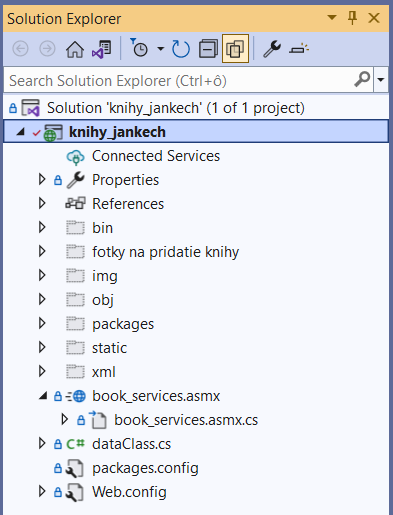 Solution Explorer
Search Solution Explorer (Ctrl+ô)
Solution 'knihy_jankech' (1 of 1 project)
knihy_jankech
Connected Services
Properties
References
bin
fotky na pridatie knihy
img
obj
packages
static
xml
book_services.asmx
book_services.asmx.cs
C# dataClass.cs
packages.config
Web.config